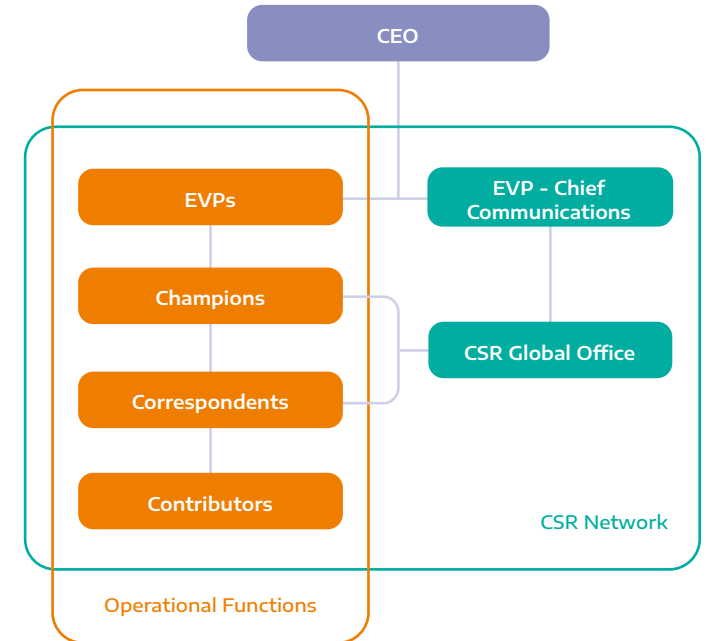 CEO
EVPs
EVP - Chief
Communications
Champions
CSR Global Office
Correspondents
Contributors
CSR Network
Operational Functions